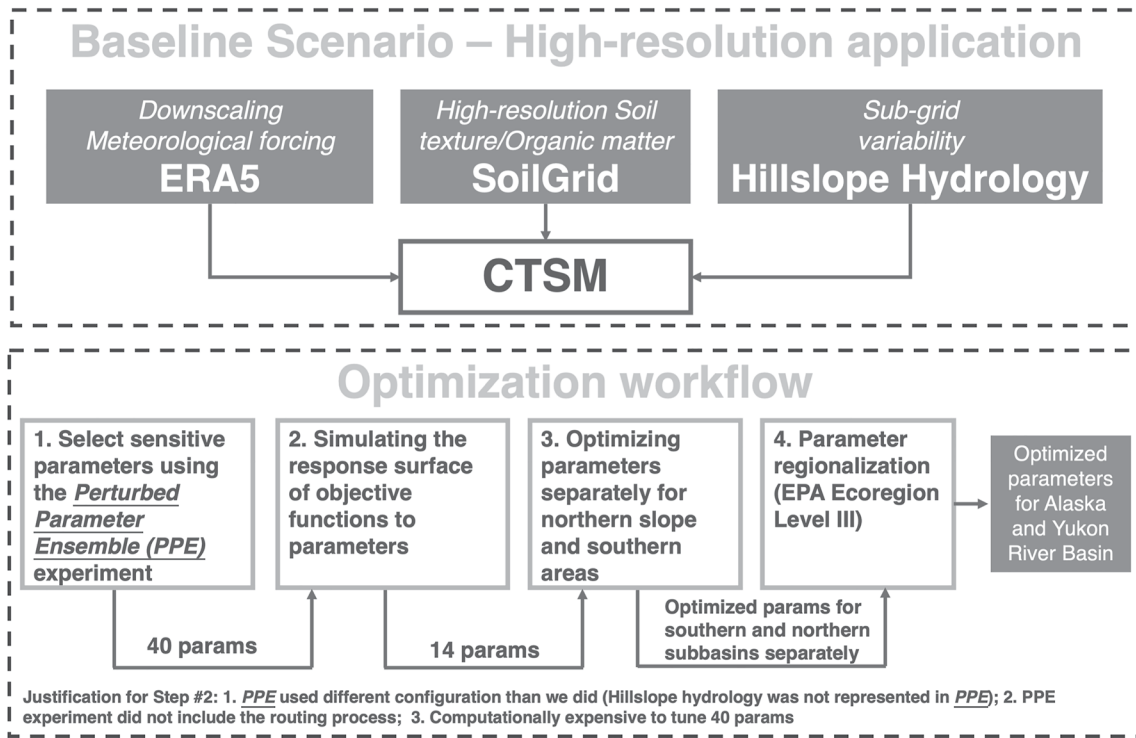 Baseline Scenario – High-resolution application
Downscaling
Meteorological forcing
ERA5
High-resolution Soil
texture/Organic matter
SoilGrid
Sub-grid
variability
Hillslope Hydrology
CTSM
Optimization workflow
1. Select sensitive
parameters using
the Perturbed
Parameter
Ensemble (PPE)
experiment
2. Simulating the
response surface
of objective
functions to
parameters
3. Optimizing
parameters
separately for
northern slope
and southern
areas
4. Parameter
regionalization
(EPA Ecoregion
Level III)
Optimized
parameters
for Alaska
and Yukon
River Basin
40 params
14 params
Optimized params for
southern and northern
subbasins separately
Justification for Step #2: 1. PPE used different configuration than we did (Hillslope hydrology was not represented in PPE); 2. PPE
experiment did not include the routing process; 3. Computationally expensive to tune 40 params